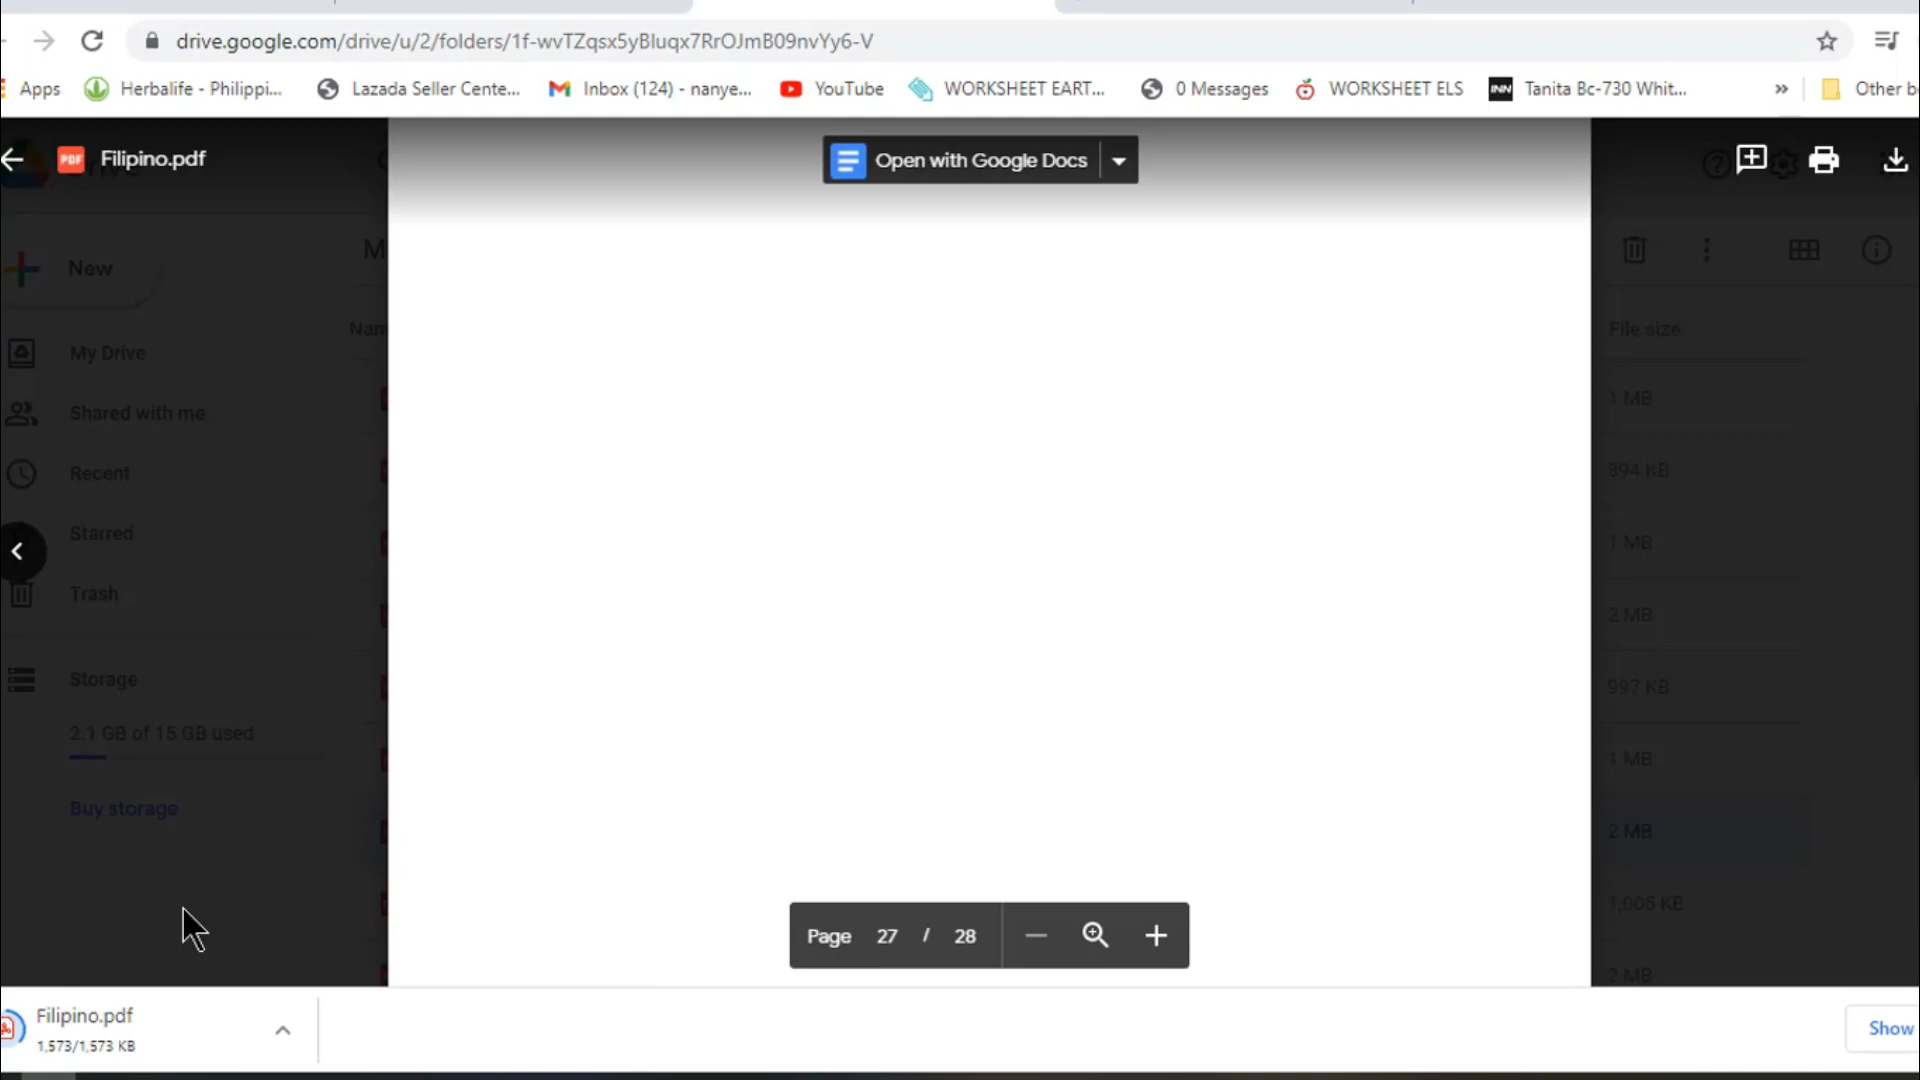 drive.google.com/drive/u/2/folders/1f-wvTZqsx5yBluqx7RrOJmB09nvYy6-V
Apps Herbalife - Philippi... Lazada Seller Cente... Inbox (124) - nanye... YouTube WORKSHEET EART... 0 Messages WORKSHEET ELS INN Tanita Bc-730 Whit... » Other b
PDF Filipino.pdf Open with Google Docs
New
Nam File size
My Drive
1 MB
Shared with me
Recent 894 KB
Starred 1 MB
Trash 2 MB
Storage 997 KB
2.1 GB of 15 GB used 1 MB
Buy storage 2 MB
1,005 KB
Page 27 / 28
2 MB
Filipino.pdf
1,573/1,573 KB
Show